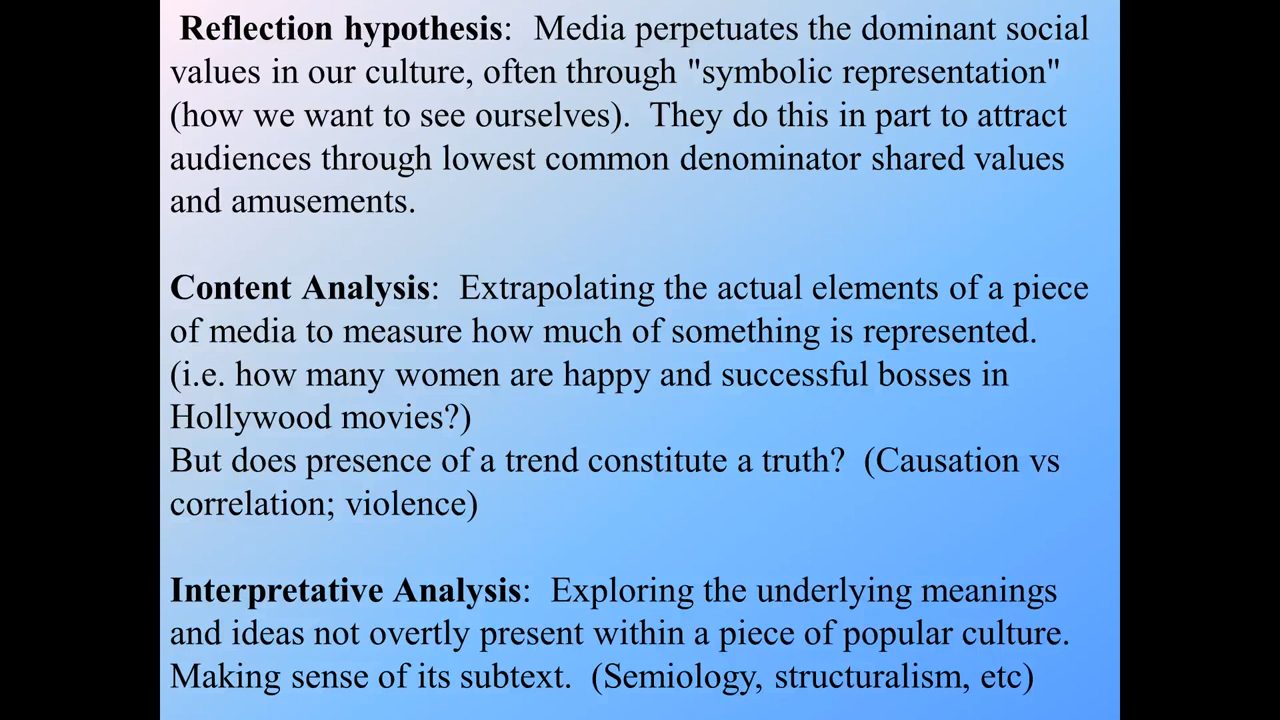 Reflection hypothesis:  Media perpetuates the dominant social
values in our culture, often through "symbolic representation"
(how we want to see ourselves).  They do this in part to attract
audiences through lowest common denominator shared values
and amusements.
Content Analysis:  Extrapolating the actual elements of a piece
of media to measure how much of something is represented.
(i.e. how many women are happy and successful bosses in
Hollywood movies?)
But does presence of a trend constitute a truth?  (Causation vs
correlation; violence)
Interpretative Analysis:  Exploring the underlying meanings
and ideas not overtly present within a piece of popular culture.
Making sense of its subtext.  (Semiology, structuralism, etc)